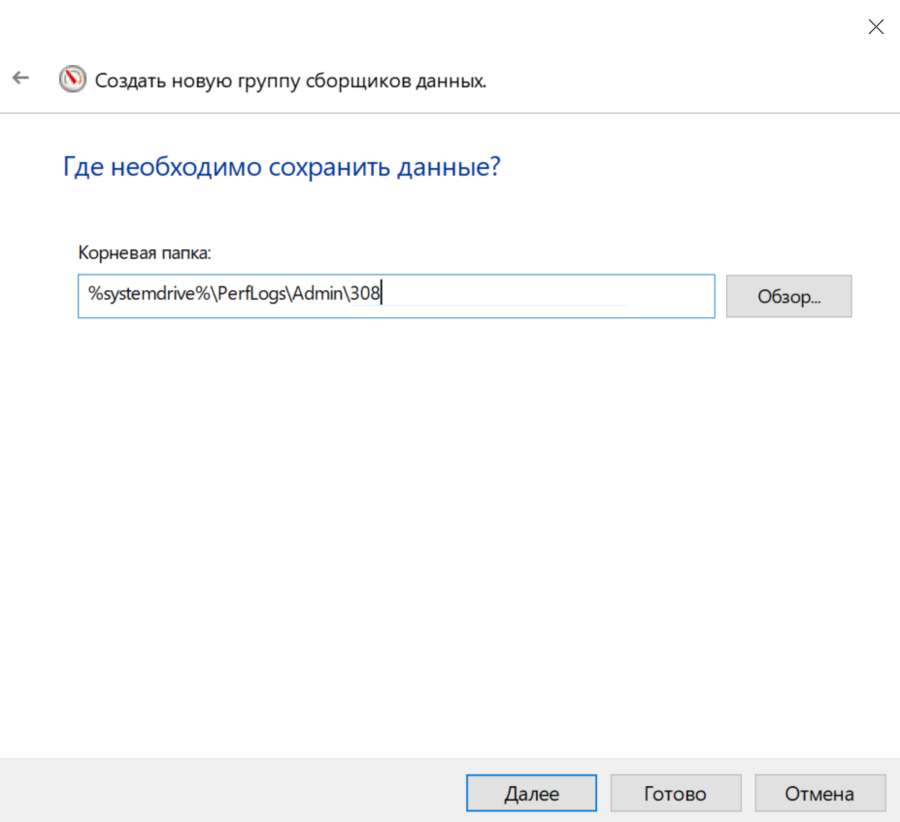 Создать новую группу сборщиков данных.
Где необходимо сохранить данные?
Корневая папка:
%systemdrive%\PerfLogs\Admin\308
Обзор...
Далее
Готово
Отмена